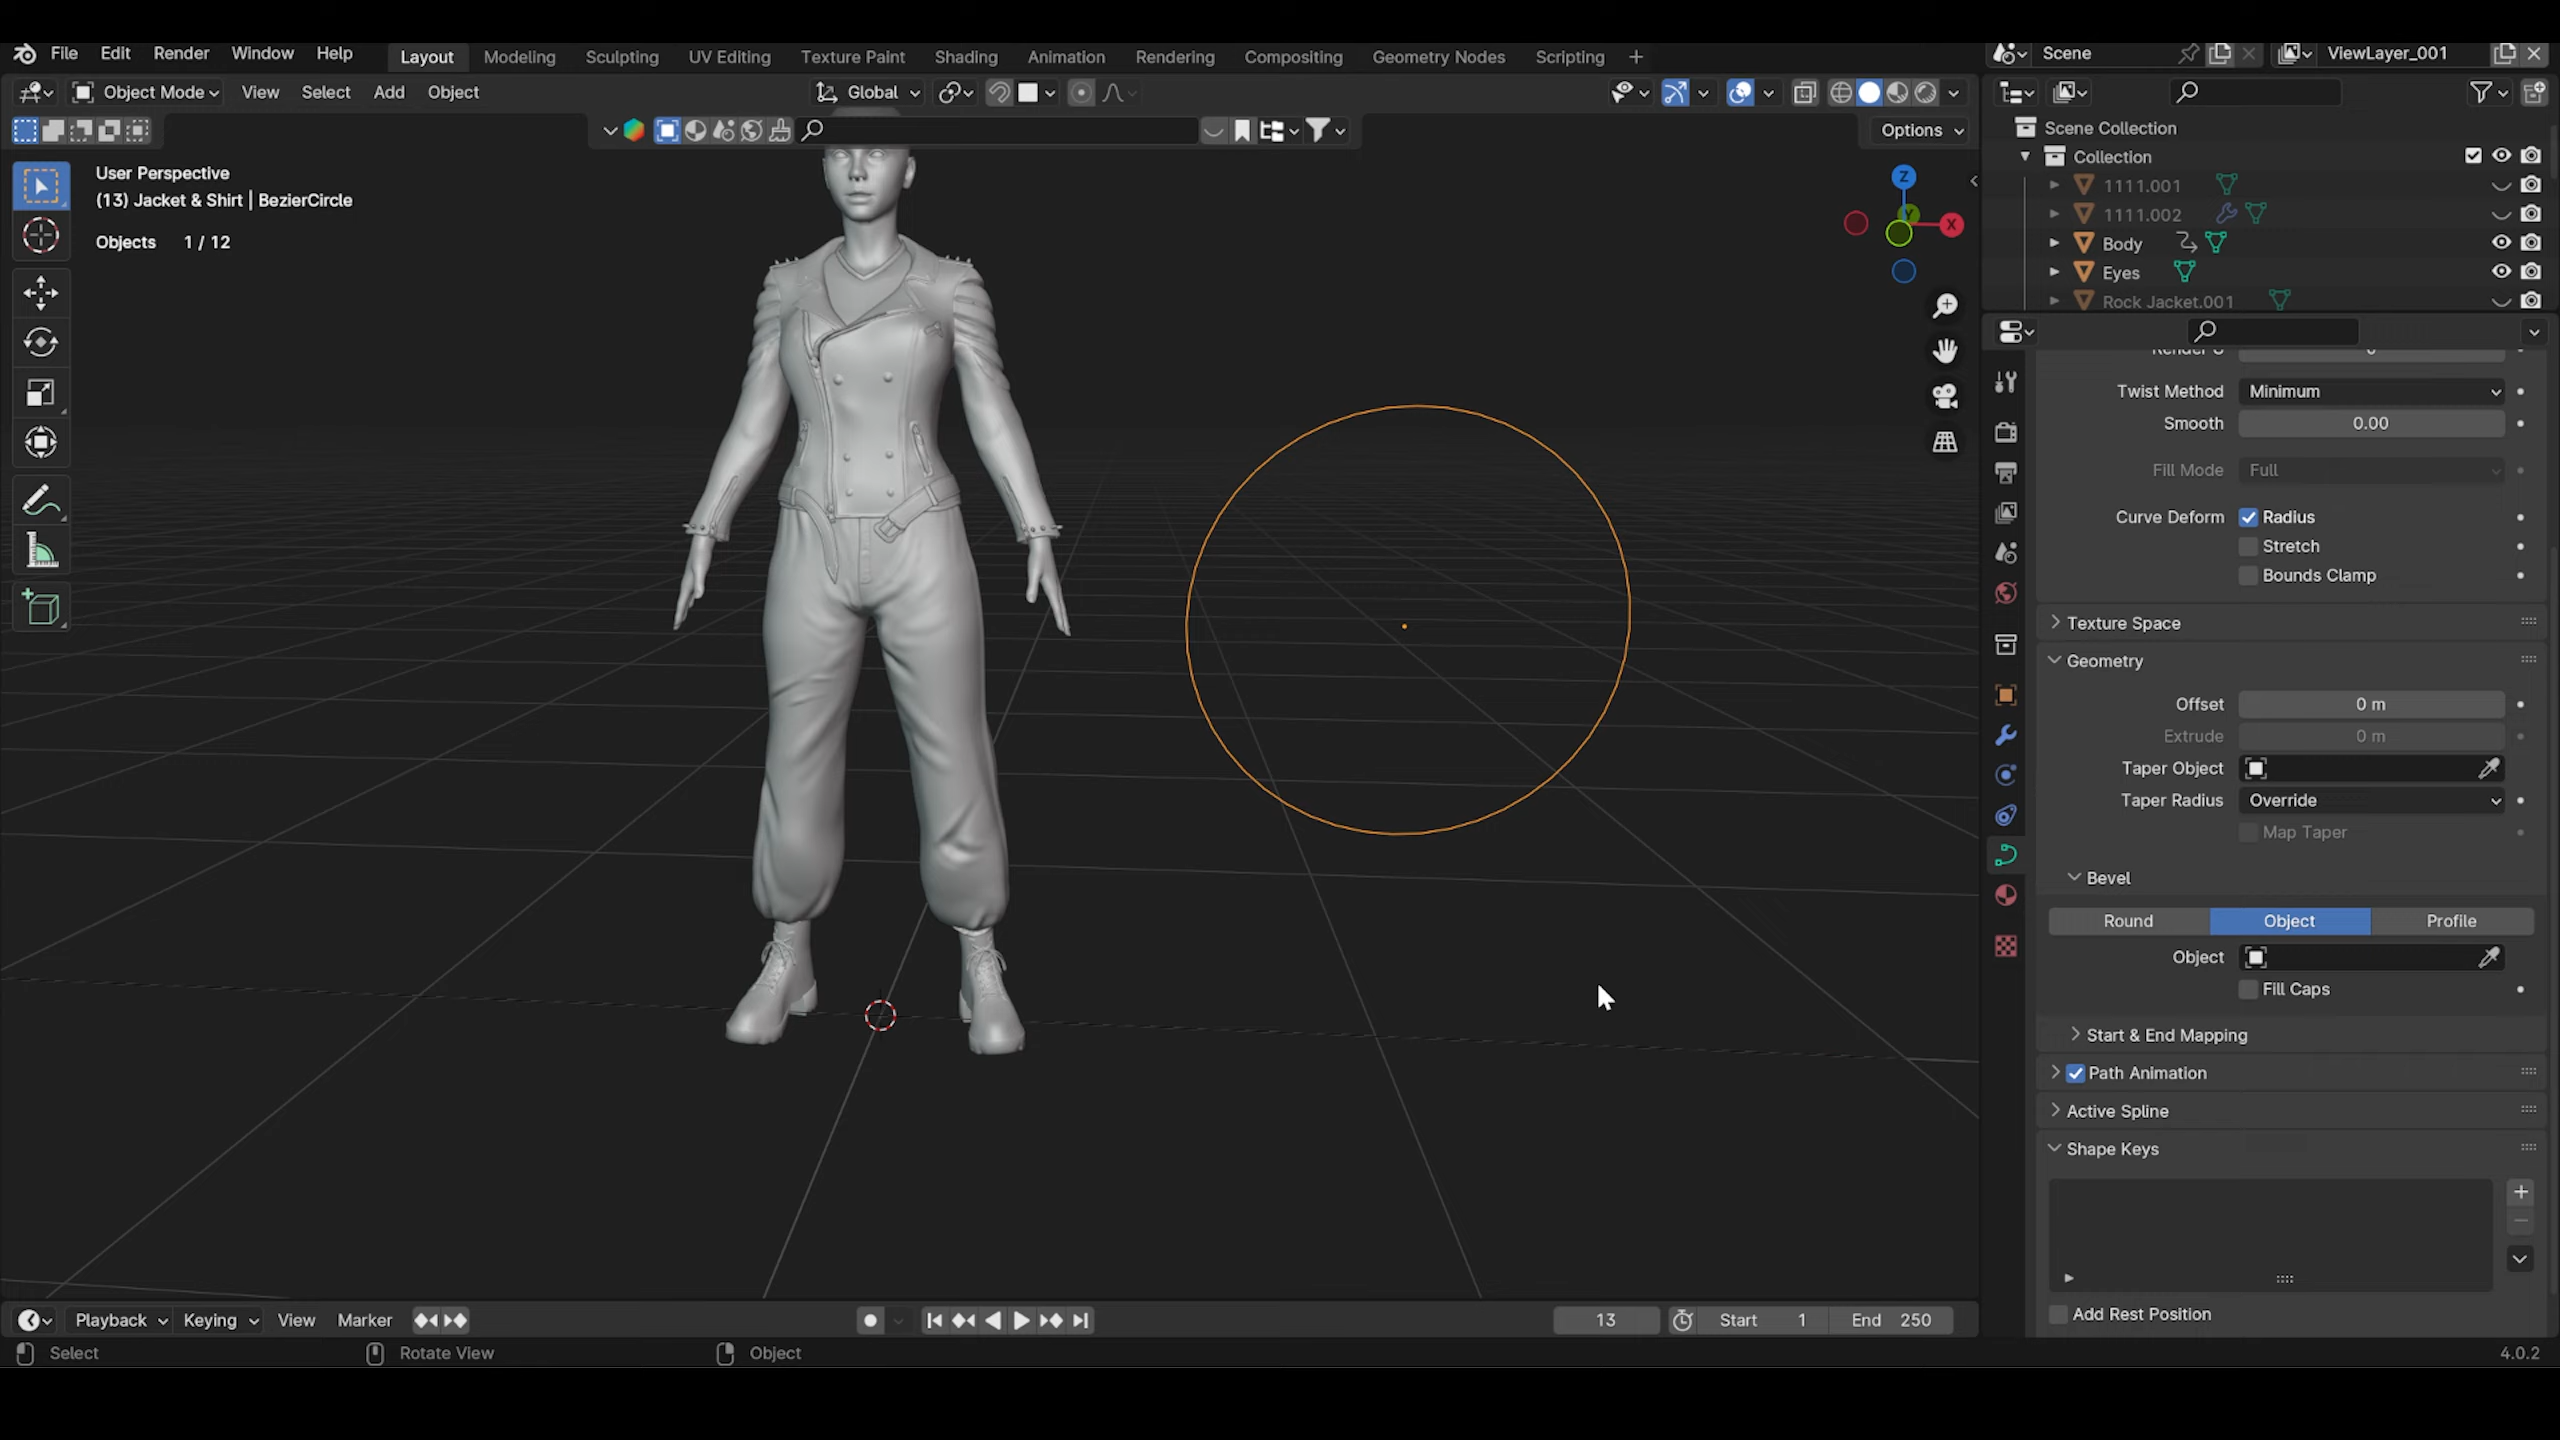 File Edit Render Window Help Layout Modeling Sculpting UV Editing Texture Paint Shading Animation Rendering Compositing Geometry Nodes Scripting + Scene ViewLayer_001
Object Mode View Select Add Object Global
Options
User Perspective
(13) Jacket & Shirt | BezierCircle
Objects 1 / 12
Z
Y
X
Scene Collection
Collection
1111.001
1111.002
Body
Eyes
Rock Jacket.001
Twist Method Minimum
Smooth 0.00
Fill Mode Full
Curve Deform Radius
Stretch
Bounds Clamp
Texture Space
Geometry
Offset 0 m
Extrude 0 m
Taper Object
Taper Radius Override
Map Taper
Bevel
Round Object Profile
Object
Fill Caps
Start & End Mapping
Path Animation
Active Spline
Shape Keys
Add Rest Position
Playback Keying View Marker 13 Start 1 End 250
Select Rotate View Object 4.0.2